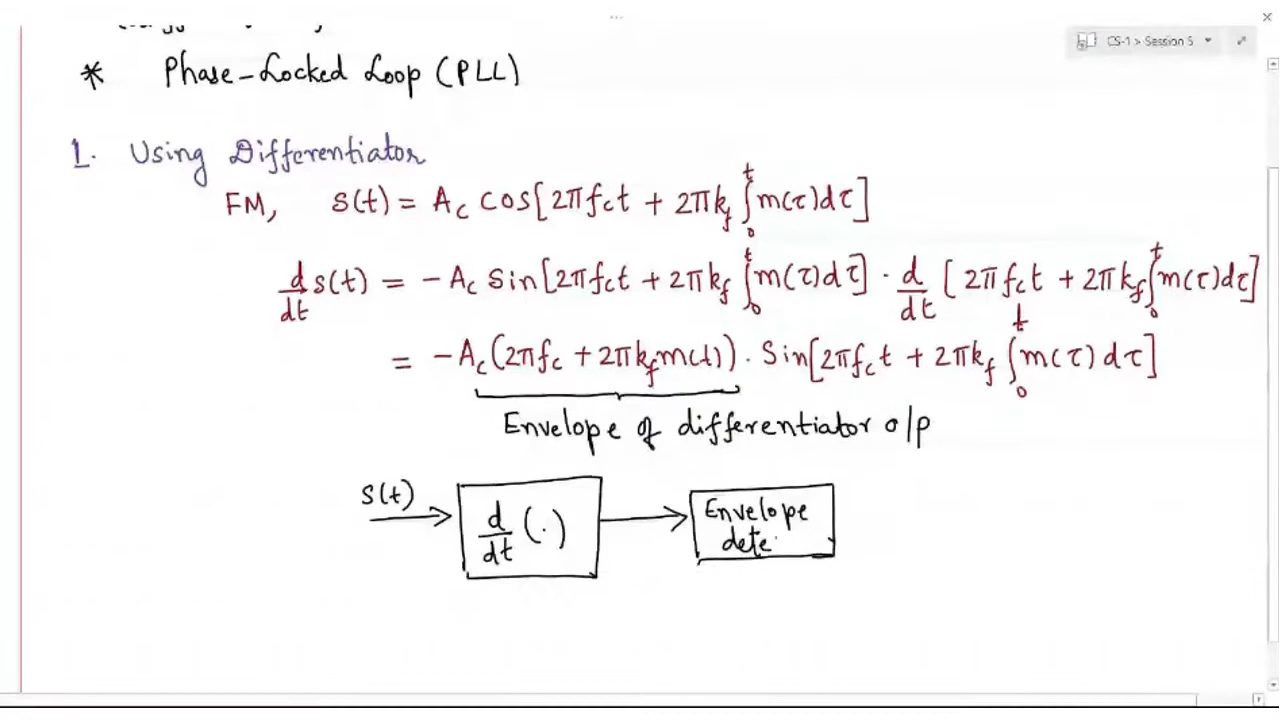 CS-1 > Session 5
* Phase-Locked Loop (PLL)
1. Using Differentiator
FM, s(t) = A_c cos[2πf_ct + 2πk_f ∫_0^t m(τ)dτ]
d/dt s(t) = -A_c Sin[2πf_ct + 2πk_f ∫_0^t m(τ)dτ] · d/dt [2πf_ct + 2πk_f ∫_0^t m(τ)dτ]
= -A_c(2πf_c + 2πk_f m(t)) · Sin[2πf_ct + 2πk_f ∫_0^t m(τ)dτ]
Envelope of differentiator o/p
s(t)
d/dt (·)
Envelope
dete